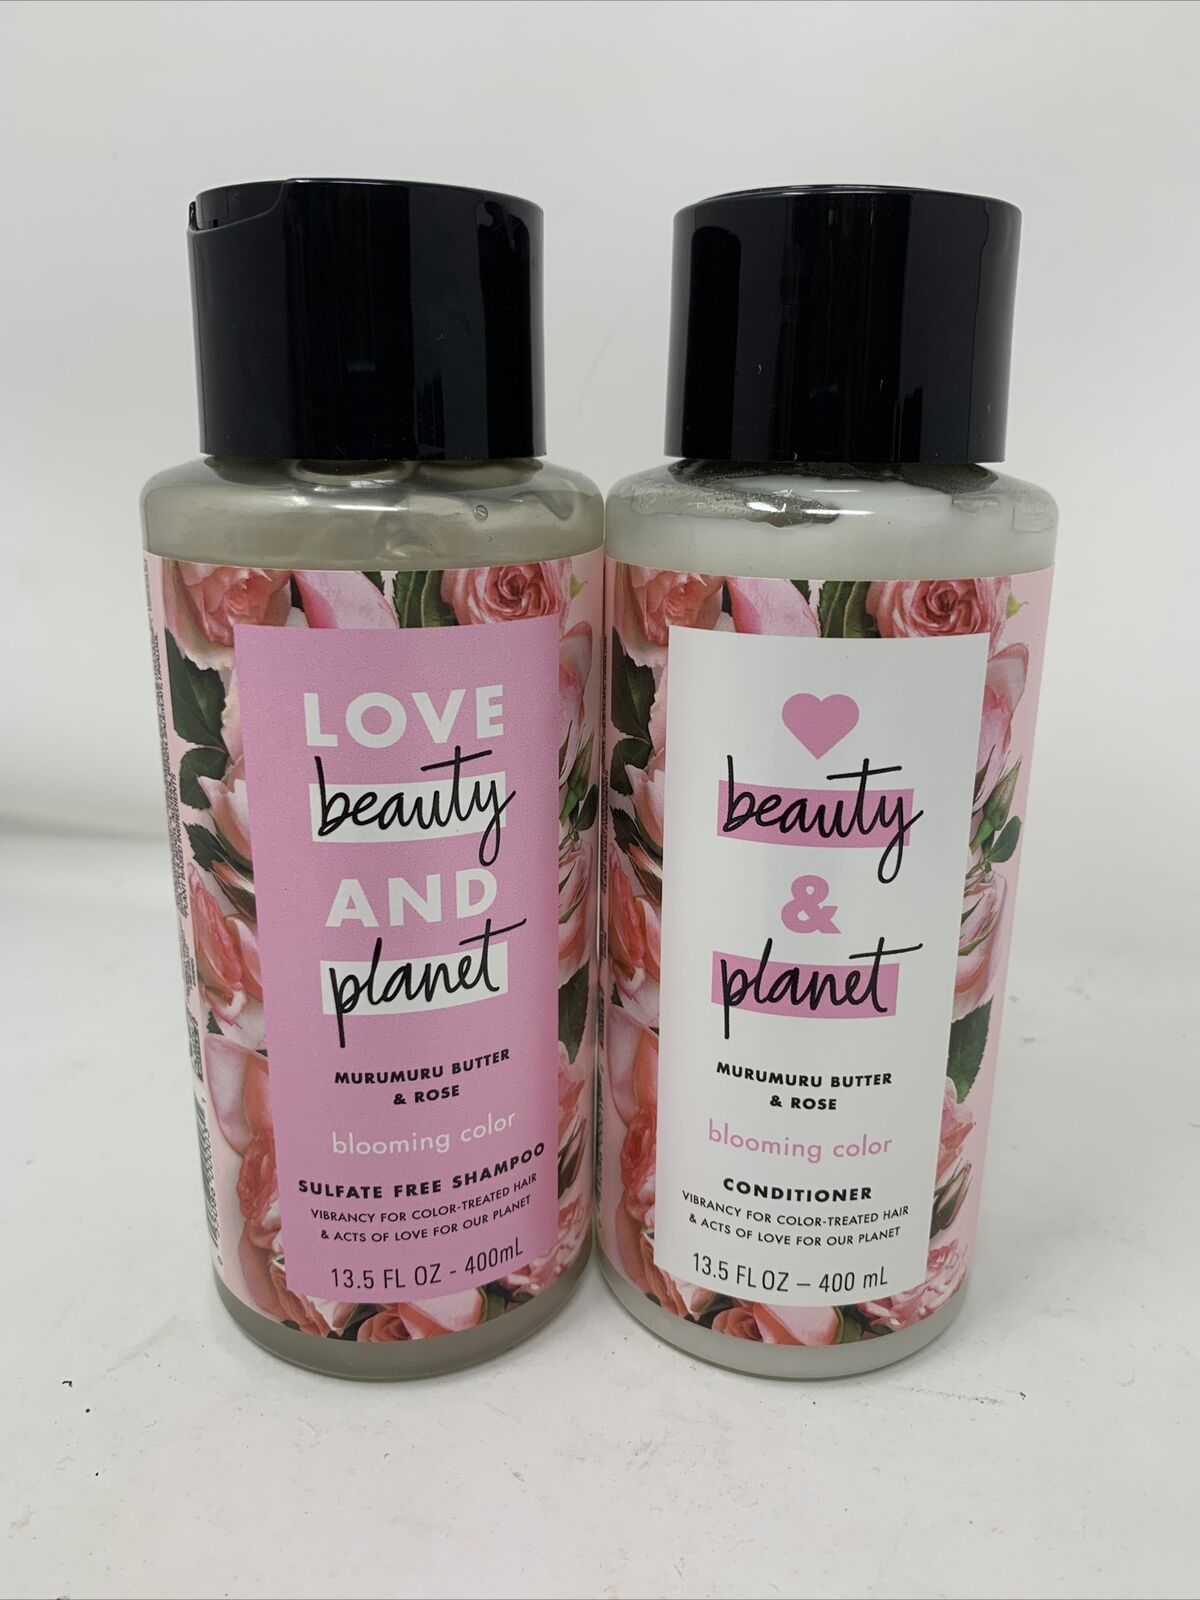 LOVE
beauty
AND
planet
MURUMURU BUTTER
& ROSE
blooming color
SULFATE FREE SHAMPOO
VIBRANCY FOR COLOR-TREATED HAIR
& ACTS OF LOVE FOR OUR PLANET
13.5 FL OZ - 400mL
beauty
&
planet
MURUMURU BUTTER
& ROSE
blooming color
CONDITIONER
VIBRANCY FOR COLOR-TREATED HAIR
& ACTS OF LOVE FOR OUR PLANET
13.5 FL OZ – 400 mL